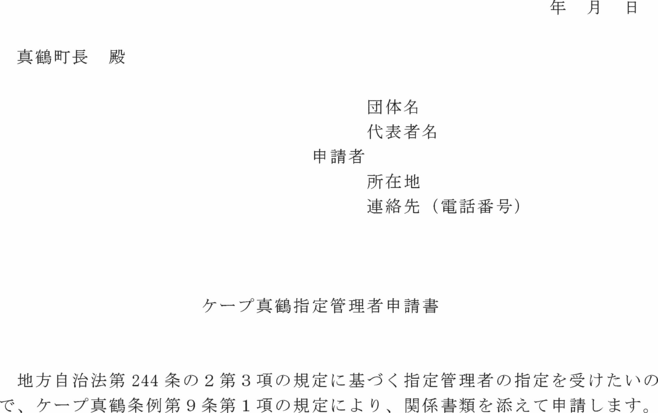 年　月　日
真鶴町長　殿
団体名
代表者名
申請者
所在地
連絡先（電話番号）
ケープ真鶴指定管理者申請書
地方自治法第 244 条の２第３項の規定に基づく指定管理者の指定を受けたいの
で、ケープ真鶴条例第９条第１項の規定により、関係書類を添えて申請します。